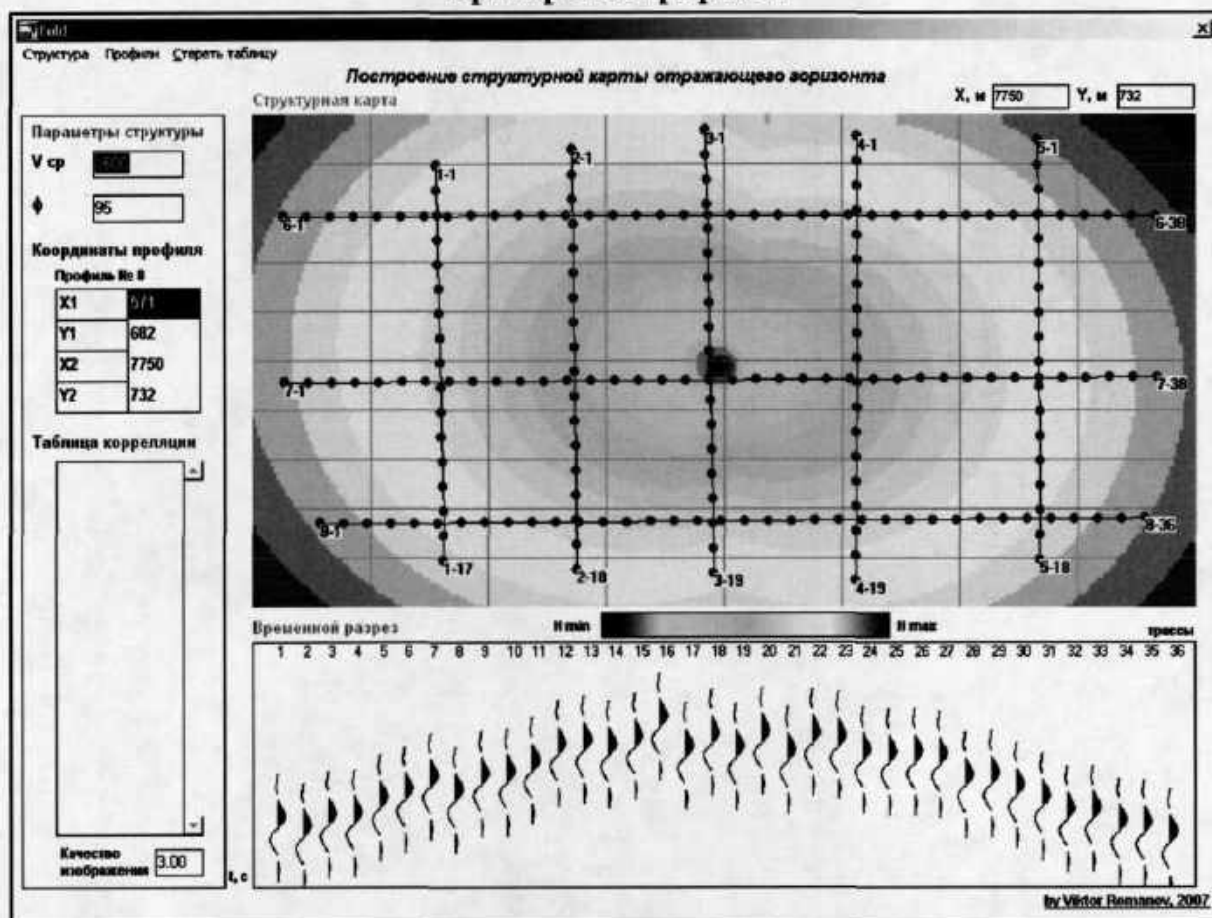 Fold
Структура Профили Стереть таблицу
Построение структурной карты отражающего горизонта
Структурная карта
X, м 7750 Y, м 732
Параметры структуры
V ср
ϕ 95
Координаты профиля
Профиль № 8
X1 571
Y1 682
X2 7750
Y2 732
Таблица корреляции
Качество изображения 3.00
1-1
2-1
3-1
4-1
5-1
6-1
6-38
7-1
7-38
8-1
8-36
1-17
2-18
3-19
4-19
5-18
Временной разрез
H min
H max
трассы
1 2 3 4 5 6 7 8 9 10 11 12 13 14 15 16 17 18 19 20 21 22 23 24 25 26 27 28 29 30 31 32 33 34 35 36
t, с
by Viktor Romanov, 2007